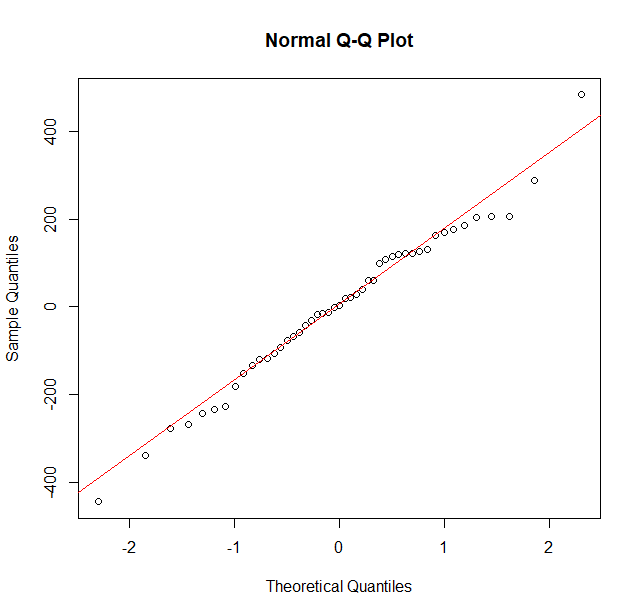 Normal Q-Q Plot
400
200
0
-200
-400
Sample Quantiles
-2 -1 0 1 2
Theoretical Quantiles